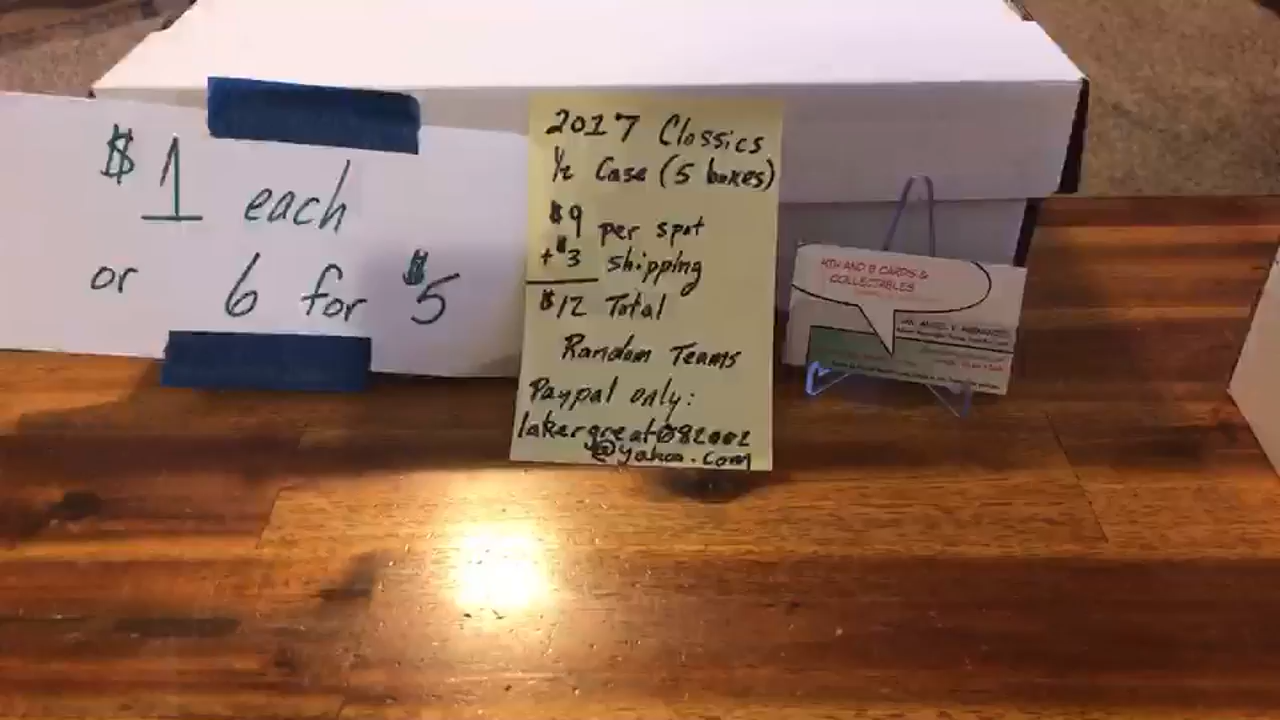 $1 each
or 6 for $5
2017 Classics
1/2 Case (5 boxes)
$9 per spot
+$3 shipping
$12 Total
Random Teams
Paypal only:
lakergreat082002
@yahoo.com
4TH AND B CARDS &
COLLECTABLES